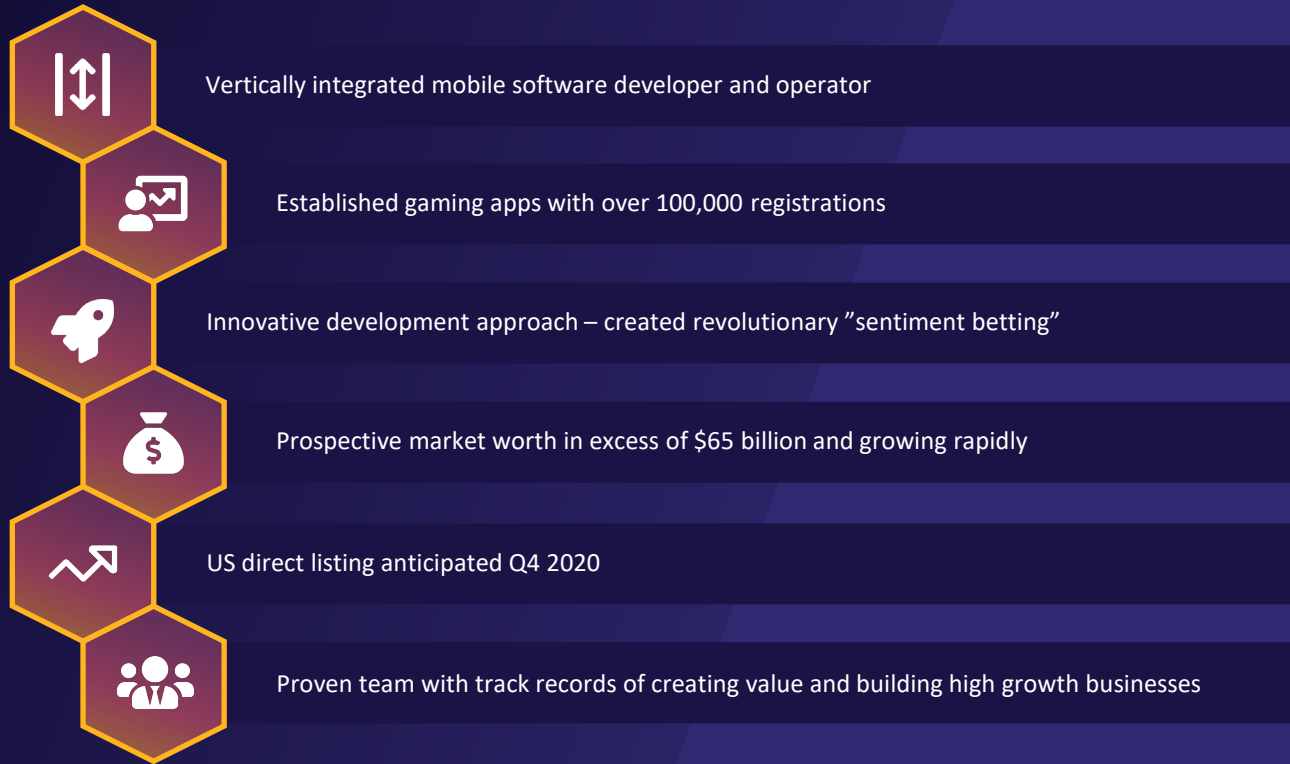 Vertically integrated mobile software developer and operator
Established gaming apps with over 100,000 registrations
Innovative development approach – created revolutionary ”sentiment betting”
$
Prospective market worth in excess of $65 billion and growing rapidly
US direct listing anticipated Q4 2020
Proven team with track records of creating value and building high growth businesses